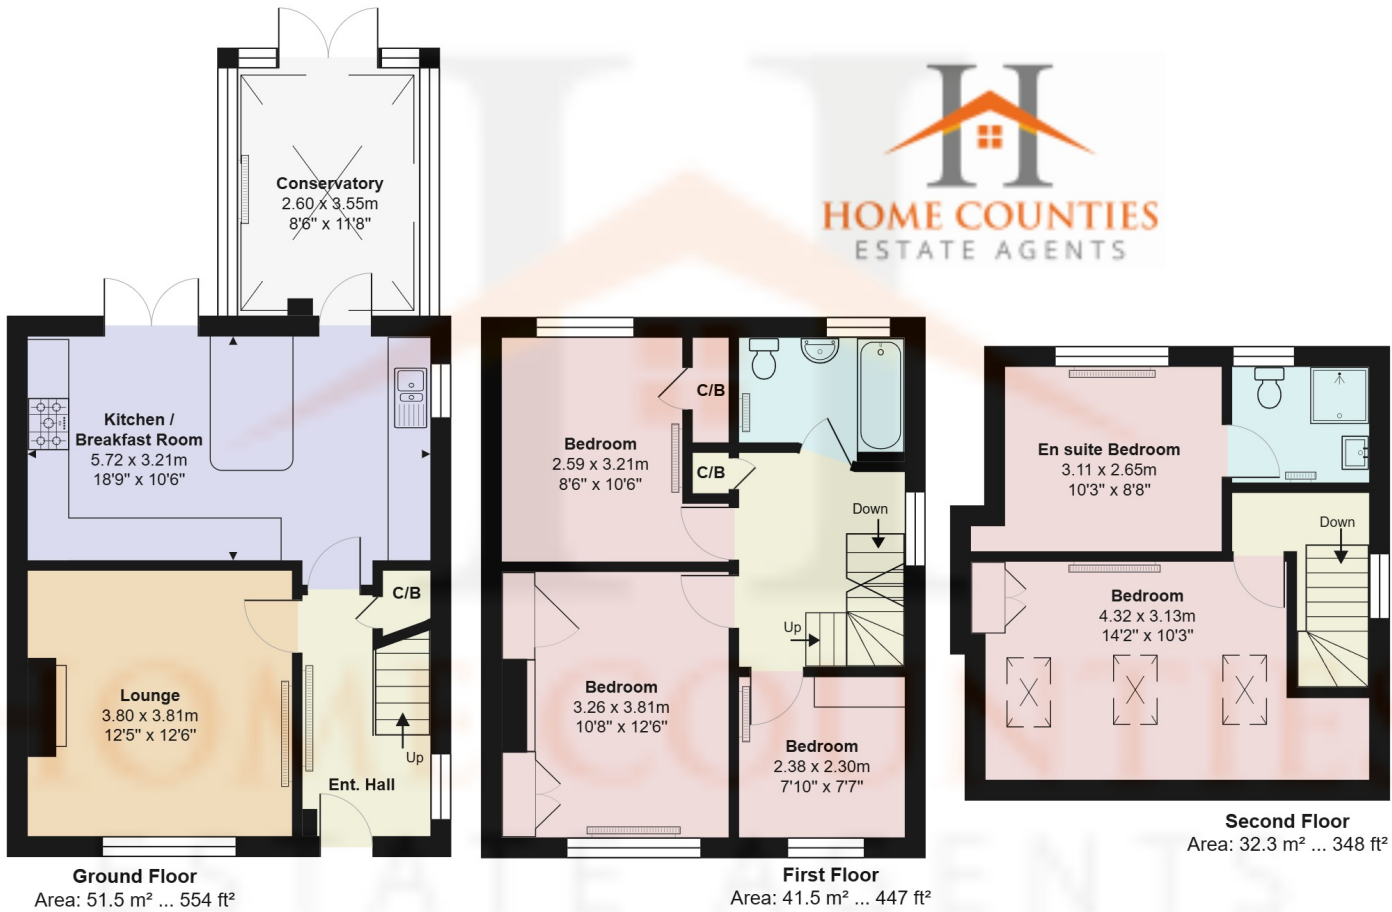 Conservatory
2.60 x 3.55m
8'6" x 11'8"
H
HOME COUNTIES
ESTATE AGENTS
Kitchen /
Breakfast Room
5.72 x 3.21m
18'9" x 10'6"
C/B
Lounge
3.80 x 3.81m
12'5" x 12'6"
Up
Ent. Hall
Ground Floor
Area: 51.5 m² ... 554 ft²
C/B
Bedroom
2.59 x 3.21m
8'6" x 10'6"
C/B
Down
Up
Bedroom
3.26 x 3.81m
10'8" x 12'6"
Bedroom
2.38 x 2.30m
7'10" x 7'7"
First Floor
Area: 41.5 m² ... 447 ft²
En suite Bedroom
3.11 x 2.65m
10'3" x 8'8"
Down
Bedroom
4.32 x 3.13m
14'2" x 10'3"
Second Floor
Area: 32.3 m² ... 348 ft²
HOME COUNTIES
ESTATE AGENTS